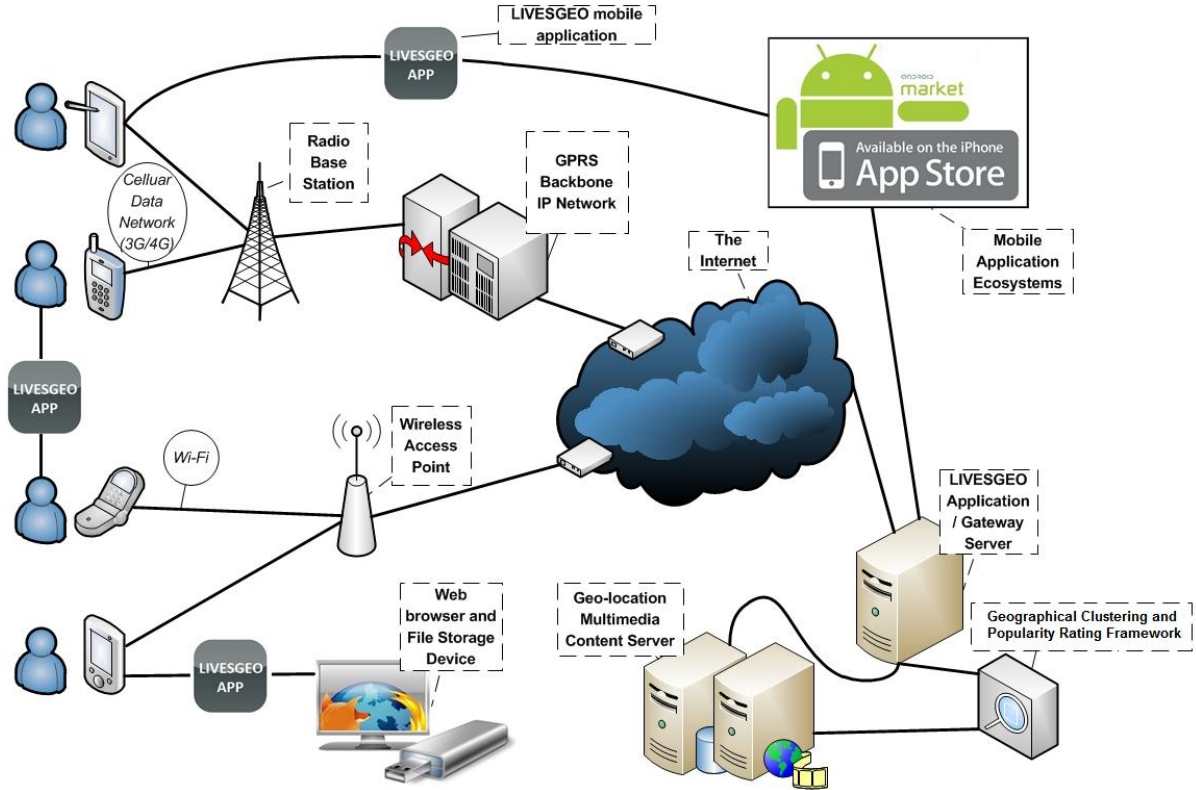 LIVESGEO mobile
application
LIVESGEO
APP
ANDROID
market
Available on the iPhone
App Store
Radio
Base
Station
GPRS
Backbone
IP Network
Celluar
Data
Network
(3G/4G)
The
Internet
Mobile
Application
Ecosystems
LIVESGEO
APP
Wireless
Access
Point
Wi-Fi
LIVESGEO
Application
/ Gateway
Server
Web
browser and
File Storage
Device
Geo-location
Multimedia
Content Server
Geographical Clustering and
Popularity Rating Framework
LIVESGEO
APP